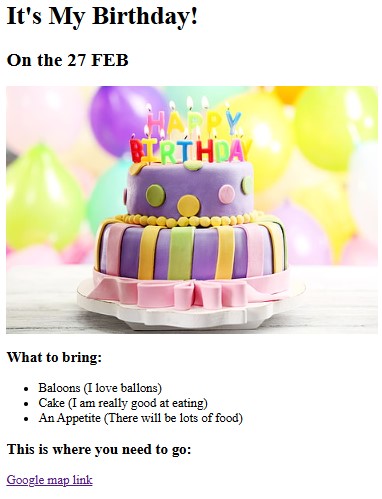 It's My Birthday!
On the 27 FEB
HAPPY
BIRTHDAY
What to bring:
Baloons (I love ballons)
Cake (I am really good at eating)
An Appetite (There will be lots of food)
This is where you need to go:
Google map link